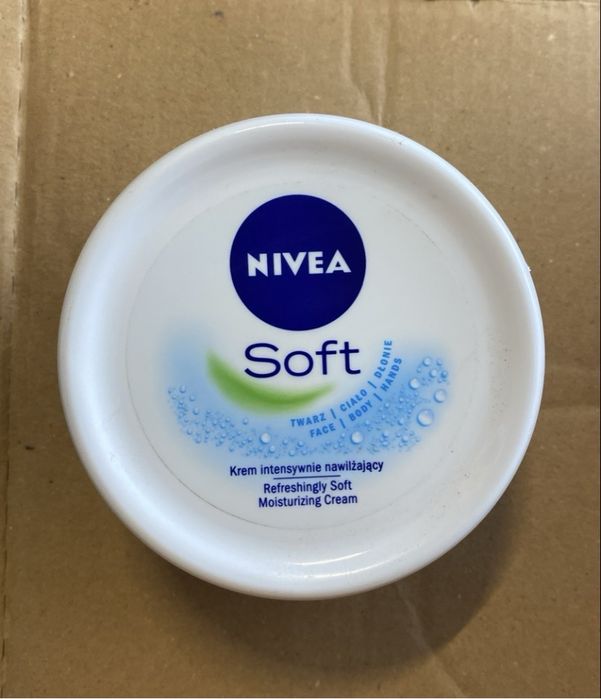 NIVEA
Soft
TWARZ | CIAŁO | DŁONIE
FACE | BODY | HANDS
Krem intensywnie nawilżający
Refreshingly Soft
Moisturizing Cream